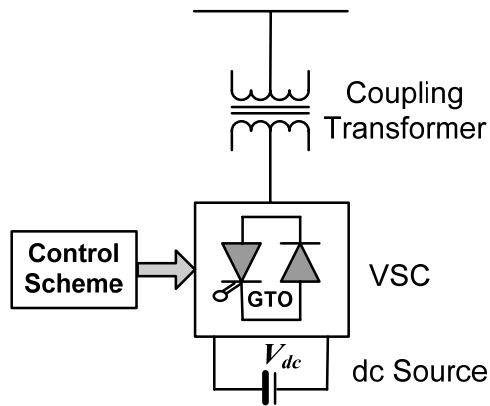 Coupling
Transformer
Control
Scheme
GTO
VSC
Vdc
dc Source